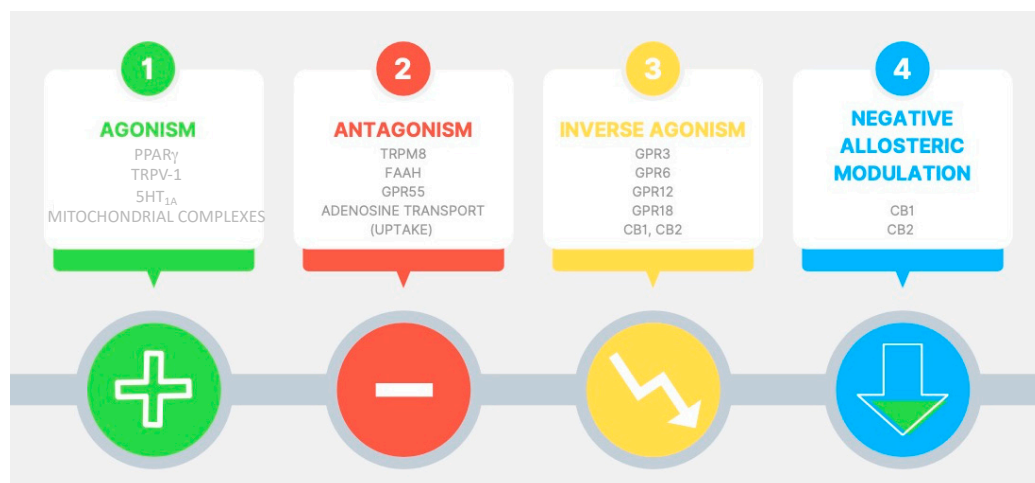 1
AGONISM
PPARγ
TRPV-1
5HT₁A
MITOCHONDRIAL COMPLEXES
2
ANTAGONISM
TRPM8
FAAH
GPR55
ADENOSINE TRANSPORT
(UPTAKE)
3
INVERSE AGONISM
GPR3
GPR6
GPR12
GPR18
CB1, CB2
4
NEGATIVE
ALLOSTERIC
MODULATION
CB1
CB2